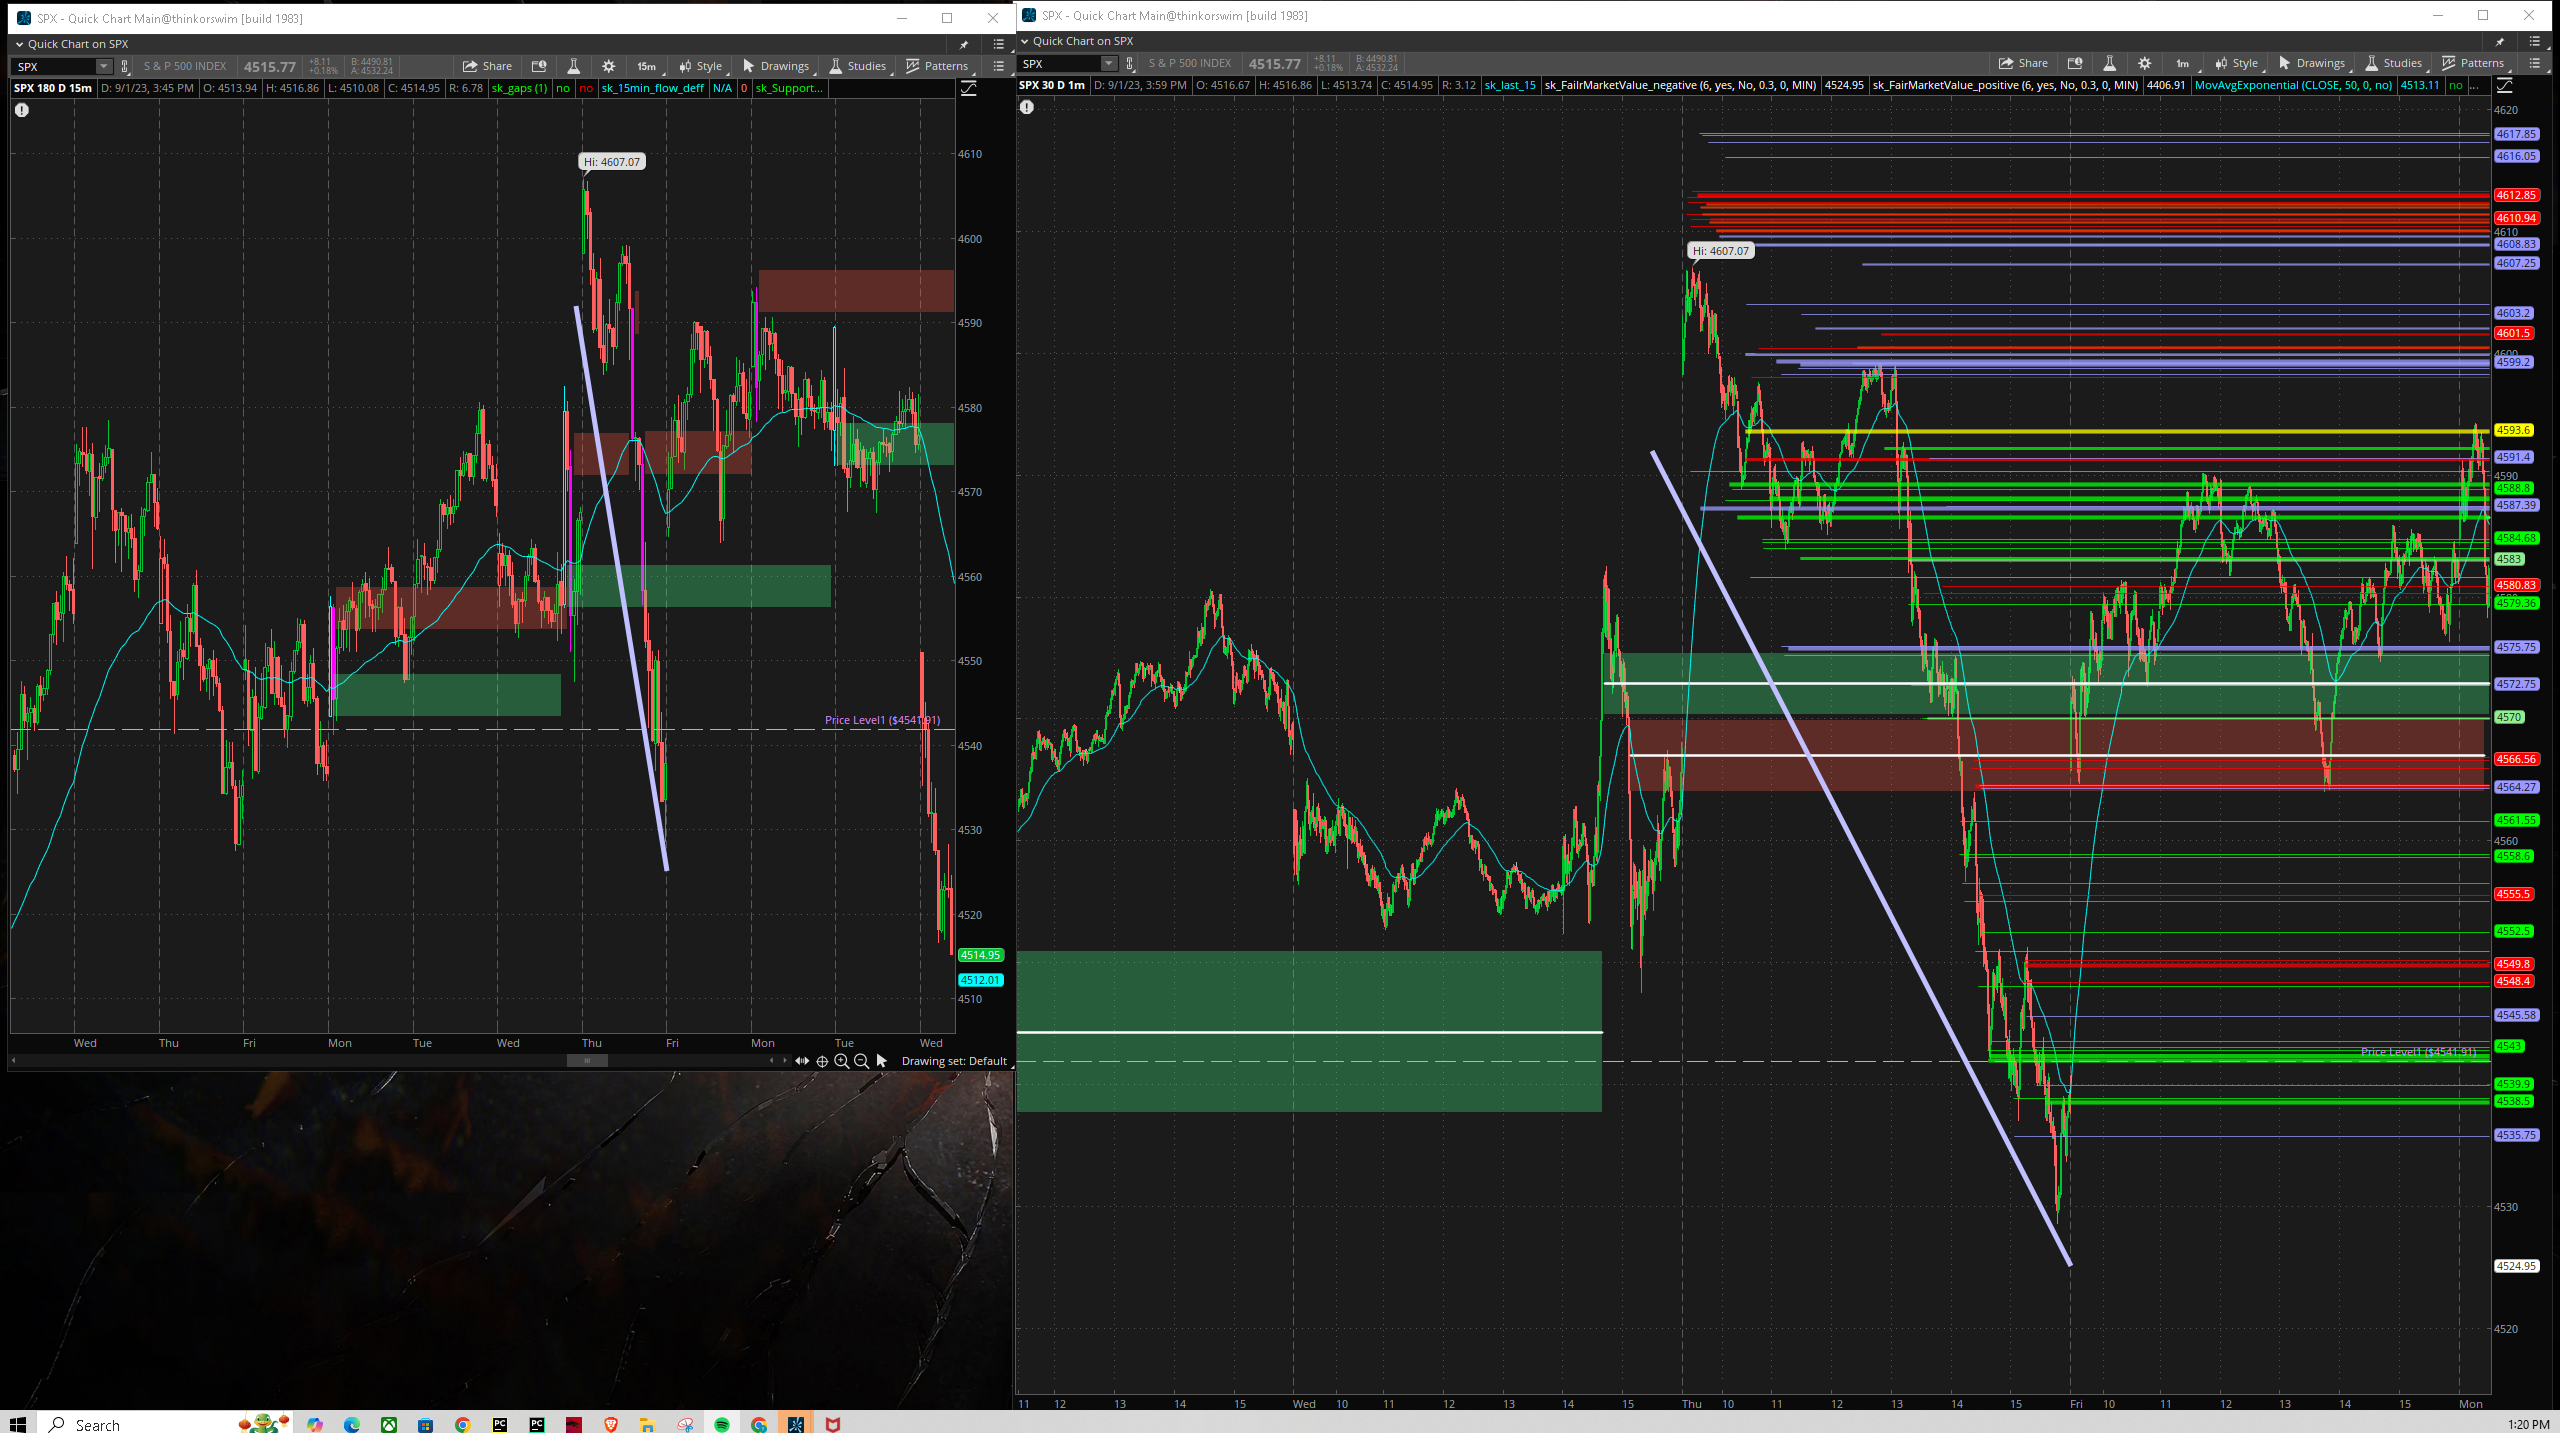 SPX - Quick Chart Main@thinkorswim [build 1983]
Quick Chart on SPX
SPX S & P 500 INDEX 4515.77 +8.11 +0.18% B: 4490.81 A: 4532.24 Share 15m Style Drawings Studies Patterns
SPX 180 D 15m D: 9/1/23, 3:45 PM O: 4513.94 H: 4516.86 L: 4510.08 C: 4514.95 R: 6.78 sk_gaps (1) no no sk_15min_flow_deff N/A 0 sk_Support...
Hi: 4607.07
Price Level1 ($4541.91)
4610
4600
4590
4580
4570
4560
4550
4540
4530
4520
4514.95
4512.01
4510
Wed Thu Fri Mon Tue Wed Thu Fri Mon Tue Wed
Drawing set: Default
SPX - Quick Chart Main@thinkorswim [build 1983]
Quick Chart on SPX
SPX S & P 500 INDEX 4515.77 +8.11 +0.18% B: 4490.81 A: 4532.24 Share 1m Style Drawings Studies Patterns
SPX 30 D 1m D: 9/1/23, 3:59 PM O: 4516.67 H: 4516.86 L: 4513.74 C: 4514.95 R: 3.12 sk_last_15 sk_FailrMarketValue_negative (6, yes, No, 0.3, 0, MIN) 4524.95 sk_FairMarketValue_positive (6, yes, No, 0.3, 0, MIN) 4406.91 MovAvgExponential (CLOSE, 50, 0, no) 4513.11 no ...
Hi: 4607.07
Price Level1 ($4541.91)
4620
4617.85
4616.05
4612.85
4610.94
4610
4608.83
4607.25
4603.2
4601.5
4600
4599.2
4593.6
4591.4
4590
4588.8
4587.39
4584.68
4583
4580.83
4579.36
4575.75
4572.75
4570
4566.56
4564.27
4561.55
4560
4558.6
4555.5
4552.5
4549.8
4548.4
4545.58
4543
4539.9
4538.5
4535.75
4530
4524.95
4520
11 12 13 14 15 Wed 10 11 12 13 14 15 Thu 10 11 12 13 14 15 Fri 10 11 12 13 14 15 Mon
Search
PC
PC
1:20 PM